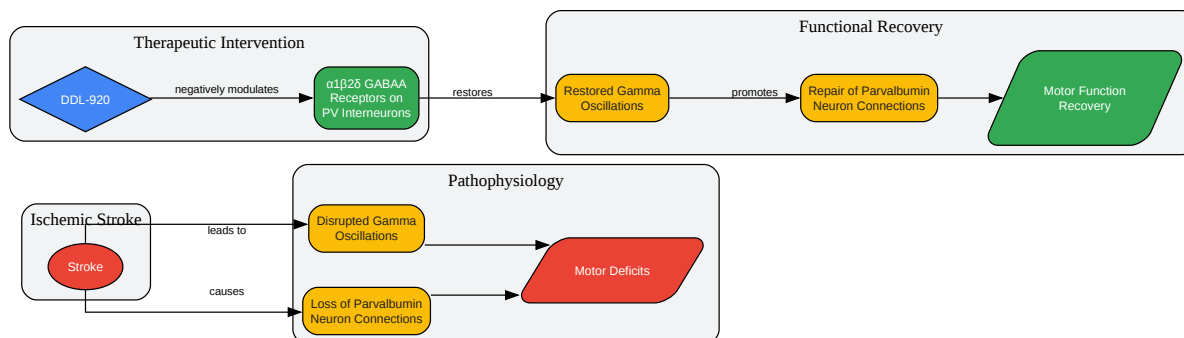 Therapeutic Intervention
DDL-920
negatively modulates
α1β2δ GABAA
Receptors on
PV Interneurons
restores
Functional Recovery
Restored Gamma
Oscillations
promotes
Repair of Parvalbumin
Neuron Connections
Motor Function
Recovery
Ischemic Stroke
Stroke
leads to
causes
Pathophysiology
Disrupted Gamma
Oscillations
Loss of Parvalbumin
Neuron Connections
Motor Deficits